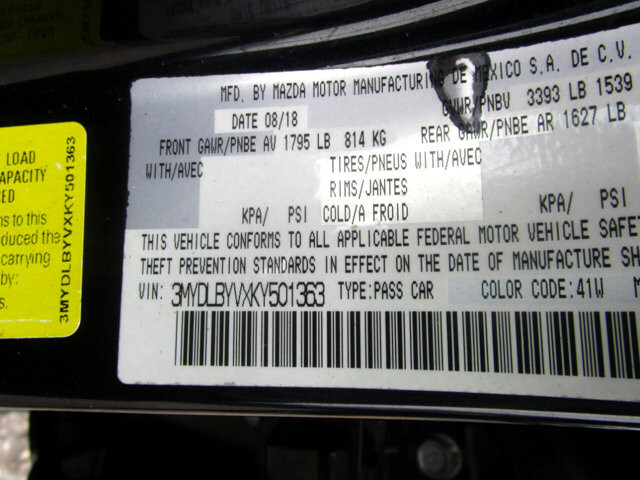 MFD. BY MAZDA MOTOR MANUFACTURING DE MEXICO S.A. DE C.V.
DATE 08/18
GVWR/PNBV 3393 LB 1539
FRONT GAWR/PNBE AV 1795 LB 814 KG
REAR GAWR/PNBE AR 1627 LB
WITH/AVEC
TIRES/PNEUS WITH/AVEC
RIMS/JANTES
KPA/ PSI COLD/A FROID
KPA/ PSI
THIS VEHICLE CONFORMS TO ALL APPLICABLE FEDERAL MOTOR VEHICLE SAFET
THEFT PREVENTION STANDARDS IN EFFECT ON THE DATE OF MANUFACTURE SH
VIN: 3MYDLBYVXKY501363 TYPE:PASS CAR COLOR CODE:41W M
T LOAD
CAPACITY
ED
ns to this
oduced the
carrying
by:
3MYDLBYVXKY501363